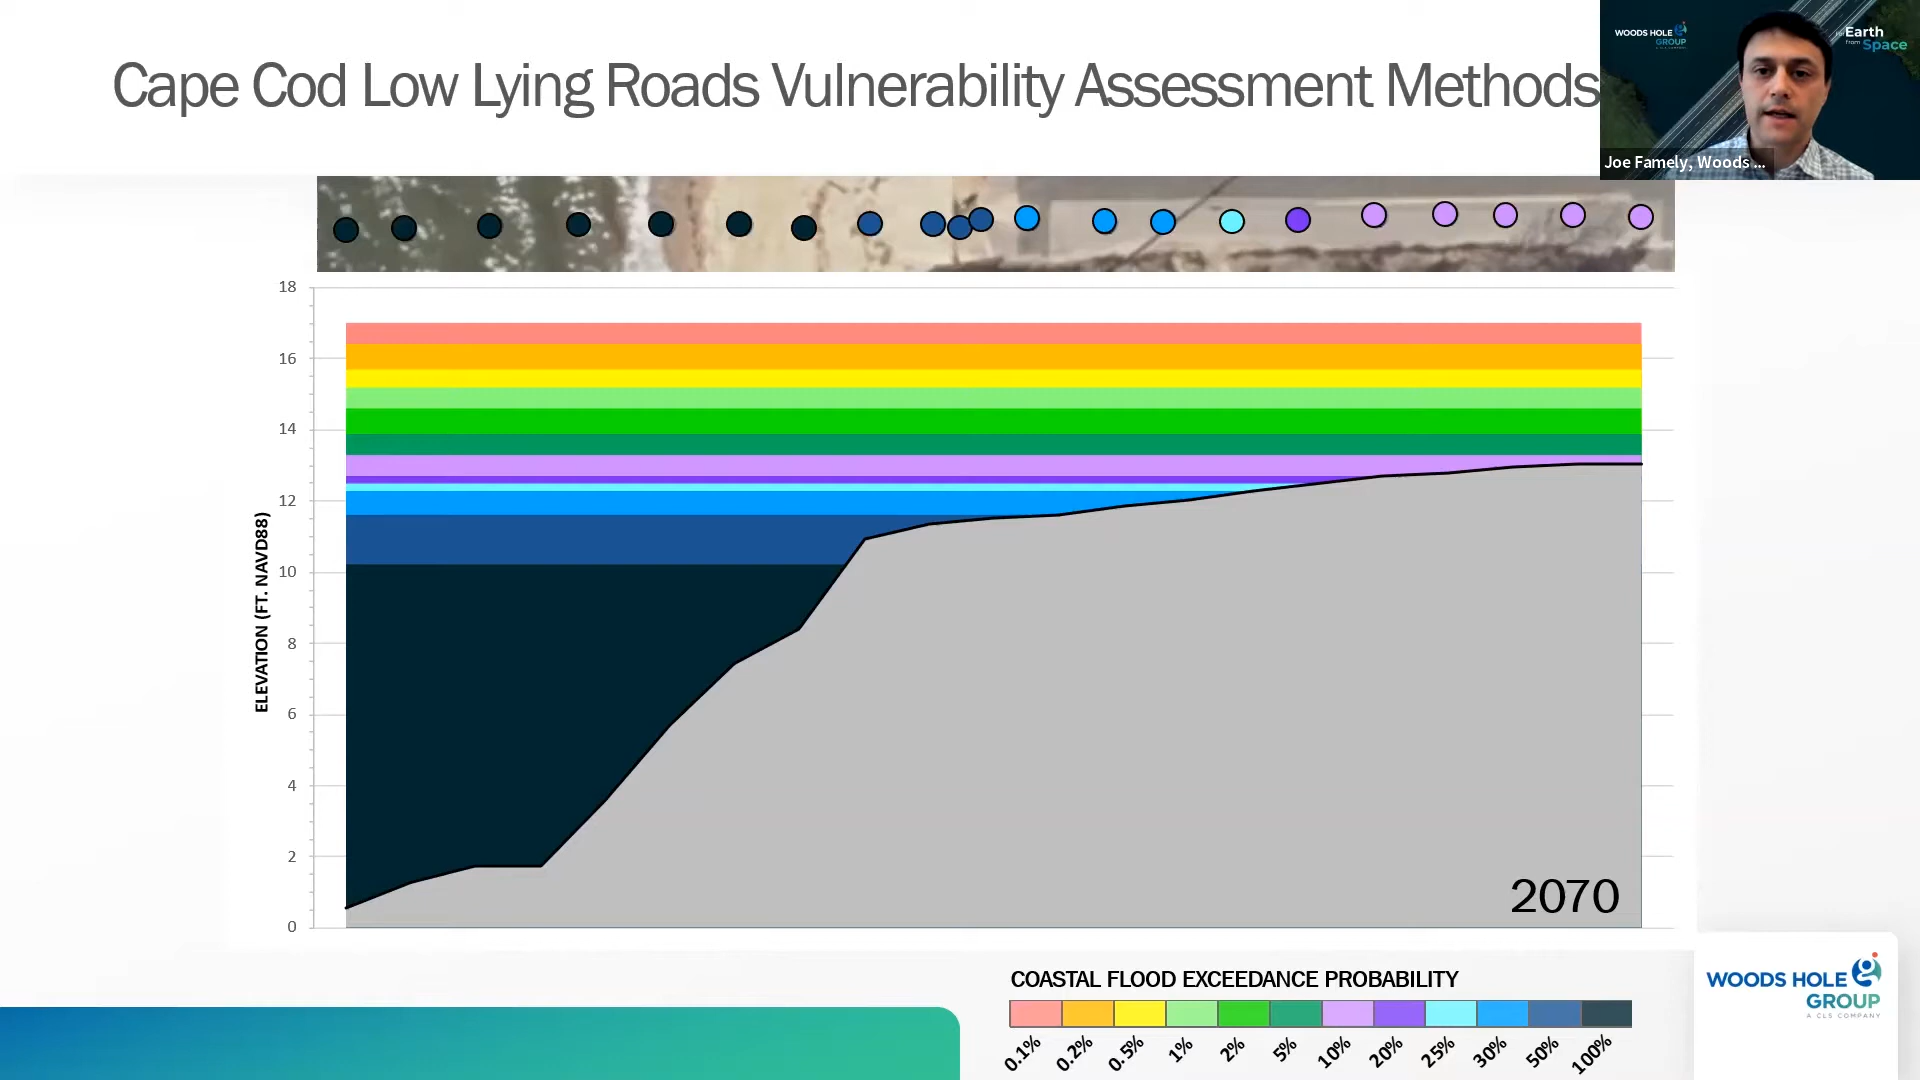 Cape Cod Low Lying Roads Vulnerability Assessment Methods
WOODS HOLE
GROUP
Earth
from Space
Joe Famely, Woods ...
18
16
14
12
10
8
6
4
2
0
ELEVATION (FT. NAVD88)
2070
COASTAL FLOOD EXCEEDANCE PROBABILITY
0.1% 0.2% 0.5% 1% 2% 5% 10% 20% 25% 30% 50% 100%
WOODS HOLE
GROUP
A CLS COMPANY